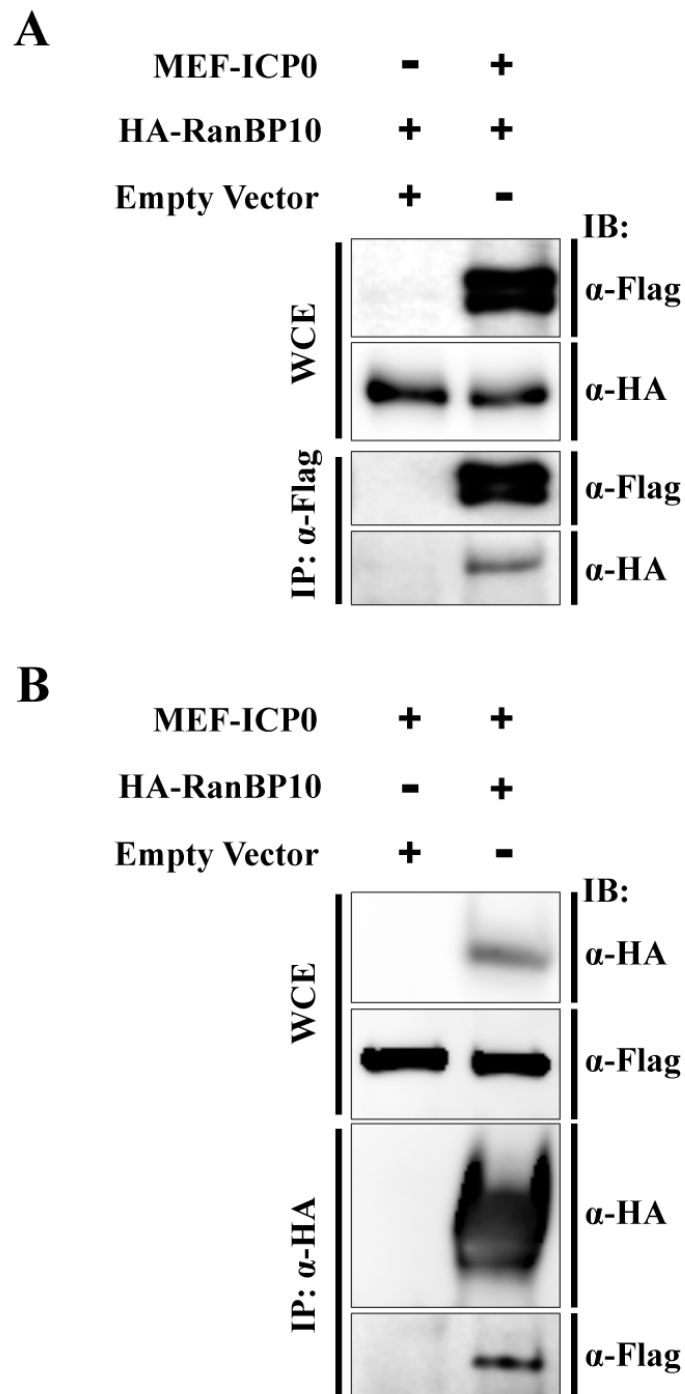 A
MEF-ICP0 - +
HA-RanBP10 + +
Empty Vector + -
IB:
WCE
α-Flag
α-HA
IP: α-Flag
α-Flag
α-HA
B
MEF-ICP0 + +
HA-RanBP10 - +
Empty Vector + -
IB:
WCE
α-HA
α-Flag
IP: α-HA
α-HA
α-Flag